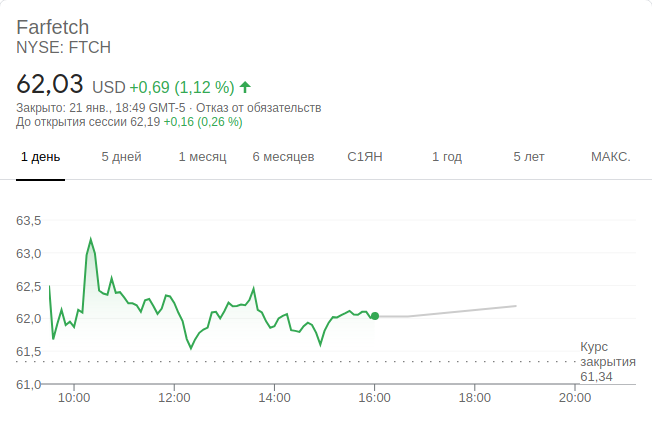 Farfetch
NYSE: FTCH
62,03 USD +0,69 (1,12 %)
Закрыто: 21 янв., 18:49 GMT-5 · Отказ от обязательств
До открытия сессии 62,19 +0,16 (0,26 %)
1 день 5 дней 1 месяц 6 месяцев С1ЯН 1 год 5 лет МАКС.
63,5
63,0
62,5
62,0
61,5
61,0
Курс
закрытия
61,34
10:00 12:00 14:00 16:00 18:00 20:00